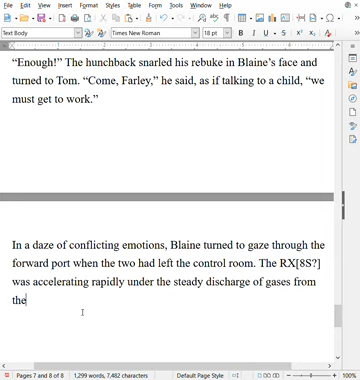 File Edit View Insert Format Styles Table Form Tools Window Help
Text Body Times New Roman 18 pt
“Enough!” The hunchback snarled his rebuke in Blaine’s face and
turned to Tom. “Come, Farley,” he said, as if talking to a child, “we
must get to work.”
In a daze of conflicting emotions, Blaine turned to gaze through the
forward port when the two had left the control room. The RX[8S?]
was accelerating rapidly under the steady discharge of gases from
the
Pages 7 and 8 of 8 1,299 words, 7,482 characters Default Page Style 100%